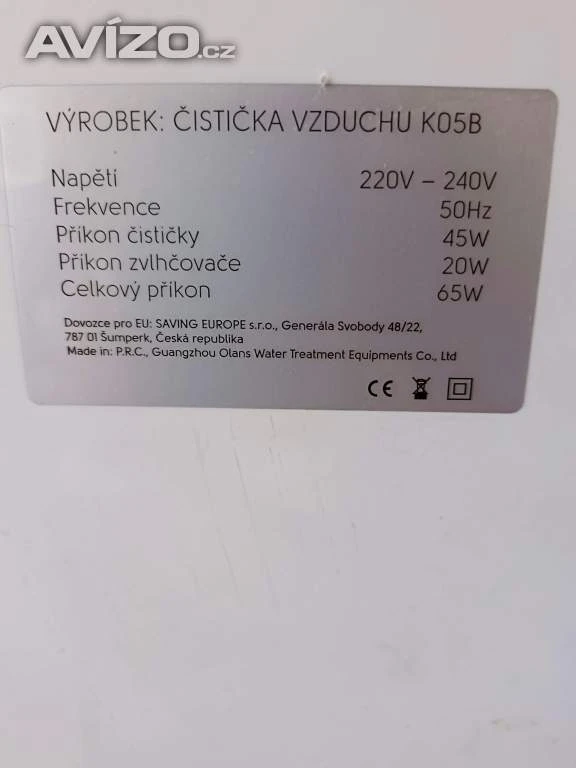 AVÍZO.cz
VÝROBEK: ČISTIČKA VZDUCHU K05B
Napětí 220V – 240V
Frekvence 50Hz
Příkon čističky 45W
Příkon zvlhčovače 20W
Celkový příkon 65W
Dovozce pro EU: SAVING EUROPE s.r.o., Generála Svobody 48/22,
787 01 Šumperk, Česká republika
Made in: P.R.C., Guangzhou Olans Water Treatment Equipments Co., Ltd
CE